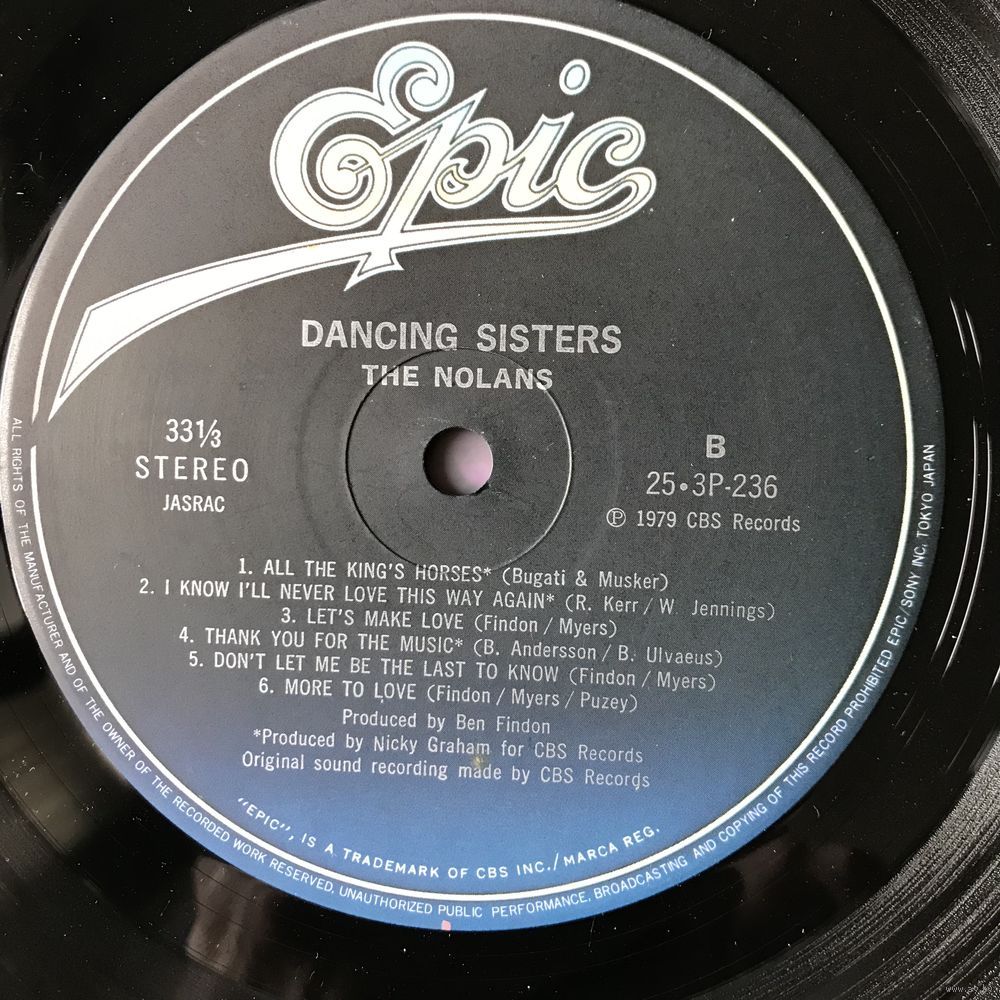 Epic
DANCING SISTERS
THE NOLANS
33⅓
STEREO
JASRAC
B
25•3P-236
Ⓟ 1979 CBS Records
1. ALL THE KING'S HORSES* (Bugati & Musker)
2. I KNOW I'LL NEVER LOVE THIS WAY AGAIN* (R. Kerr / W. Jennings)
3. LET'S MAKE LOVE (Findon / Myers)
4. THANK YOU FOR THE MUSIC* (B. Andersson / B. Ulvaeus)
5. DON'T LET ME BE THE LAST TO KNOW (Findon / Myers)
6. MORE TO LOVE (Findon / Myers / Puzey)
Produced by Ben Findon
*Produced by Nicky Graham for CBS Records
Original sound recording made by CBS Records
"EPIC", IS A TRADEMARK OF CBS INC./MARCA REG.
ALL RIGHTS OF THE MANUFACTURER AND OF THE OWNER OF THE RECORDED WORK RESERVED. UNAUTHORIZED PUBLIC PERFORMANCE, BROADCASTING AND COPYING OF THIS RECORD PROHIBITED EPIC/SONY INC. TOKYO JAPAN